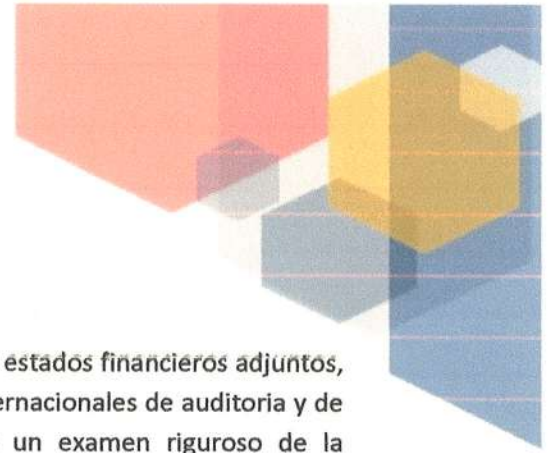 estados financieros adjuntos,
ernacionales de auditoria y de
un examen riguroso de la